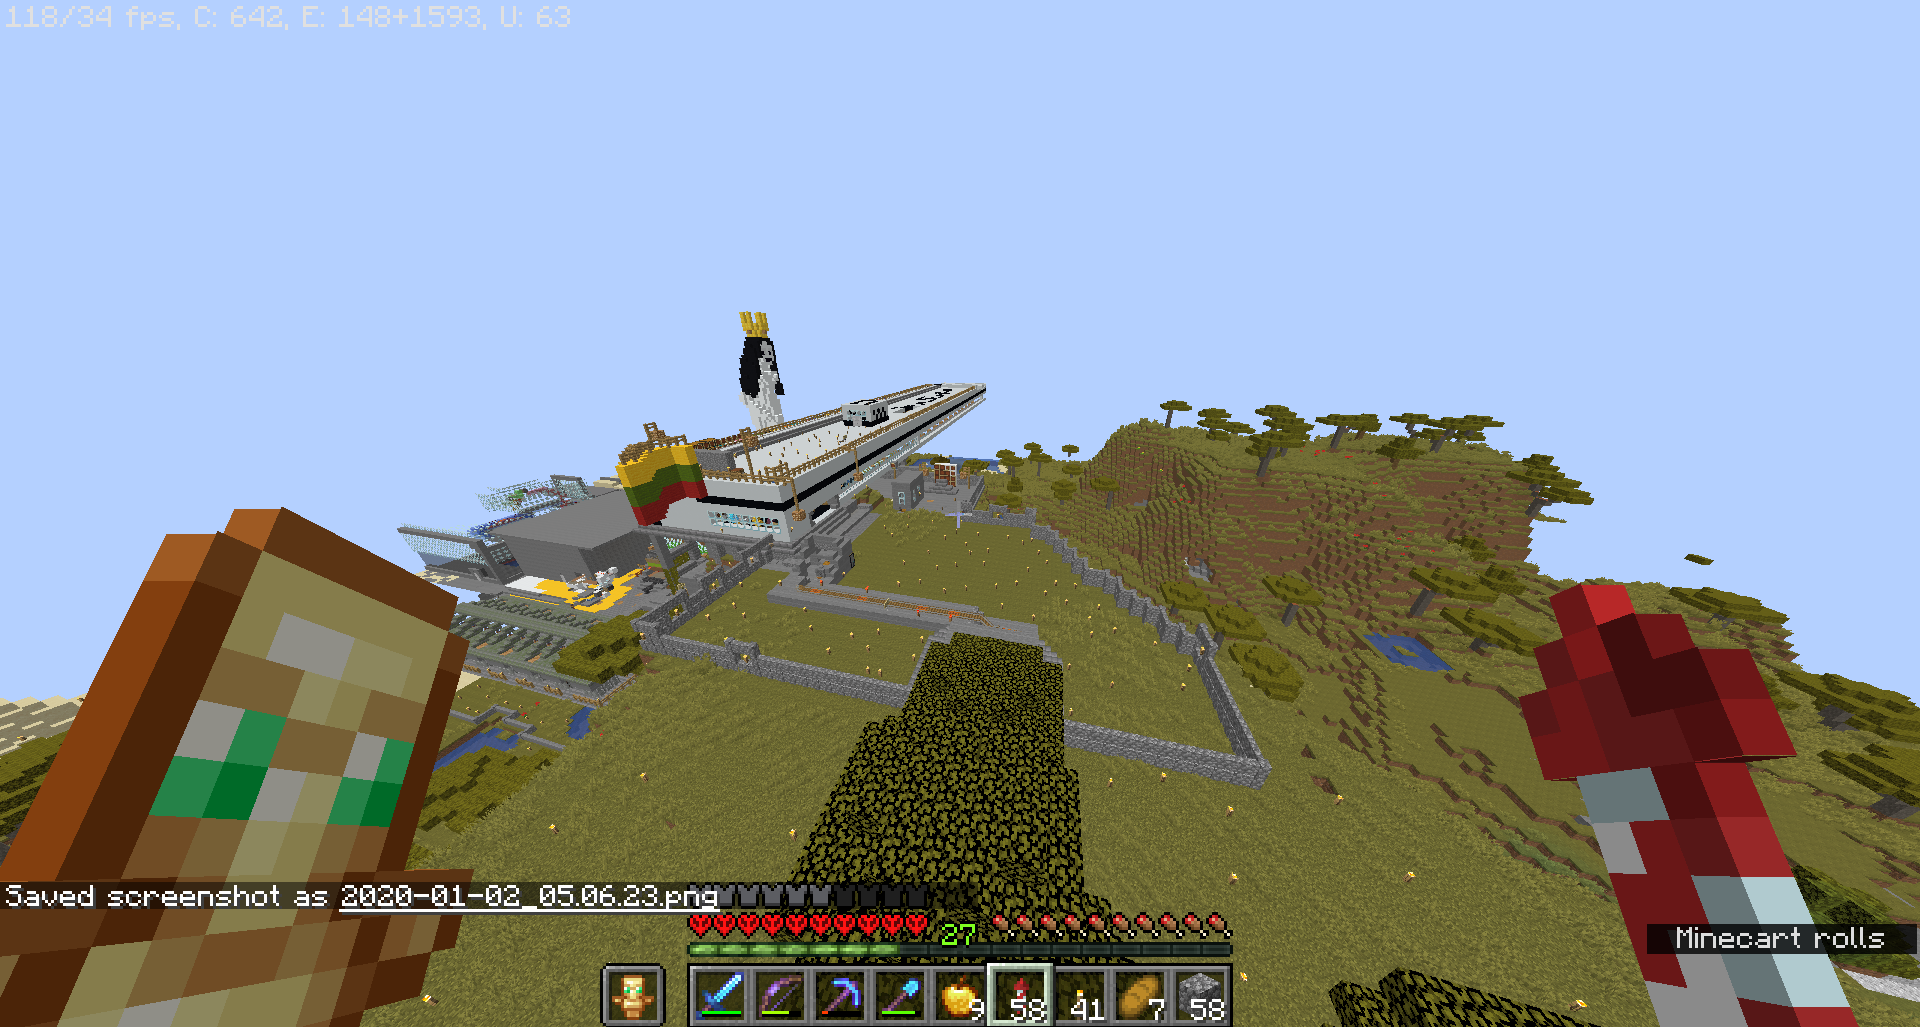 118/34 fps, C: 642, E: 148+1593, U: 63
Saved screenshot as 2020-01-02_05.06.23.png
Minecart rolls
27
9 58 41 7 58